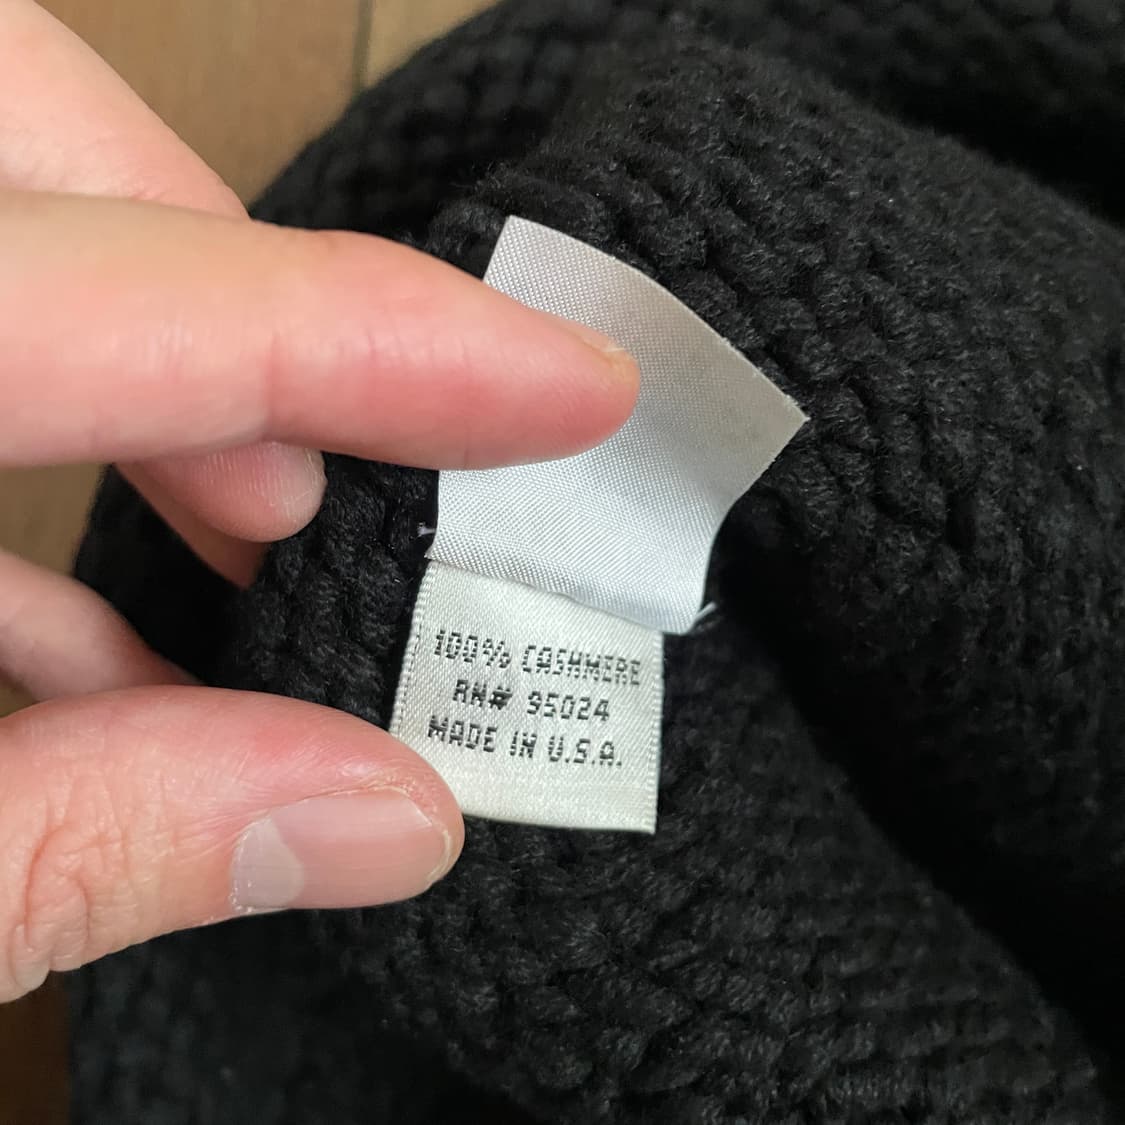 100% CASHMERE
RN# 95024
MADE IN U.S.A.